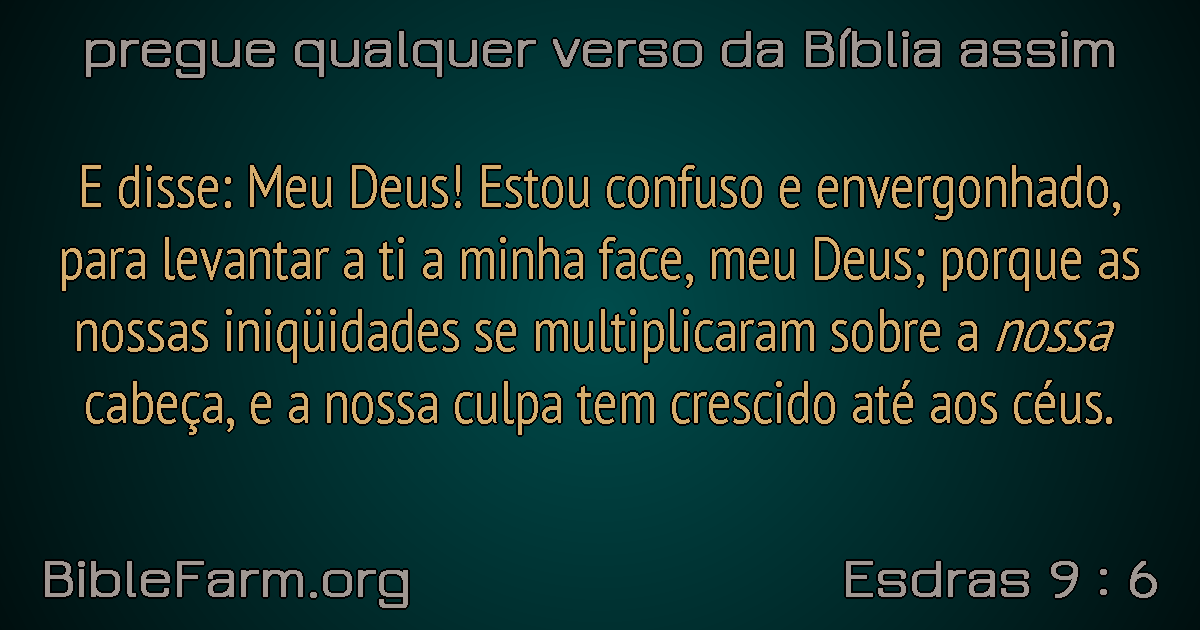 pregue qualquer verso da Bíblia assim
E disse: Meu Deus! Estou confuso e envergonhado,
para levantar a ti a minha face, meu Deus; porque as
nossas iniqüidades se multiplicaram sobre a nossa
cabeça, e a nossa culpa tem crescido até aos céus.
BibleFarm.org
Esdras 9 : 6